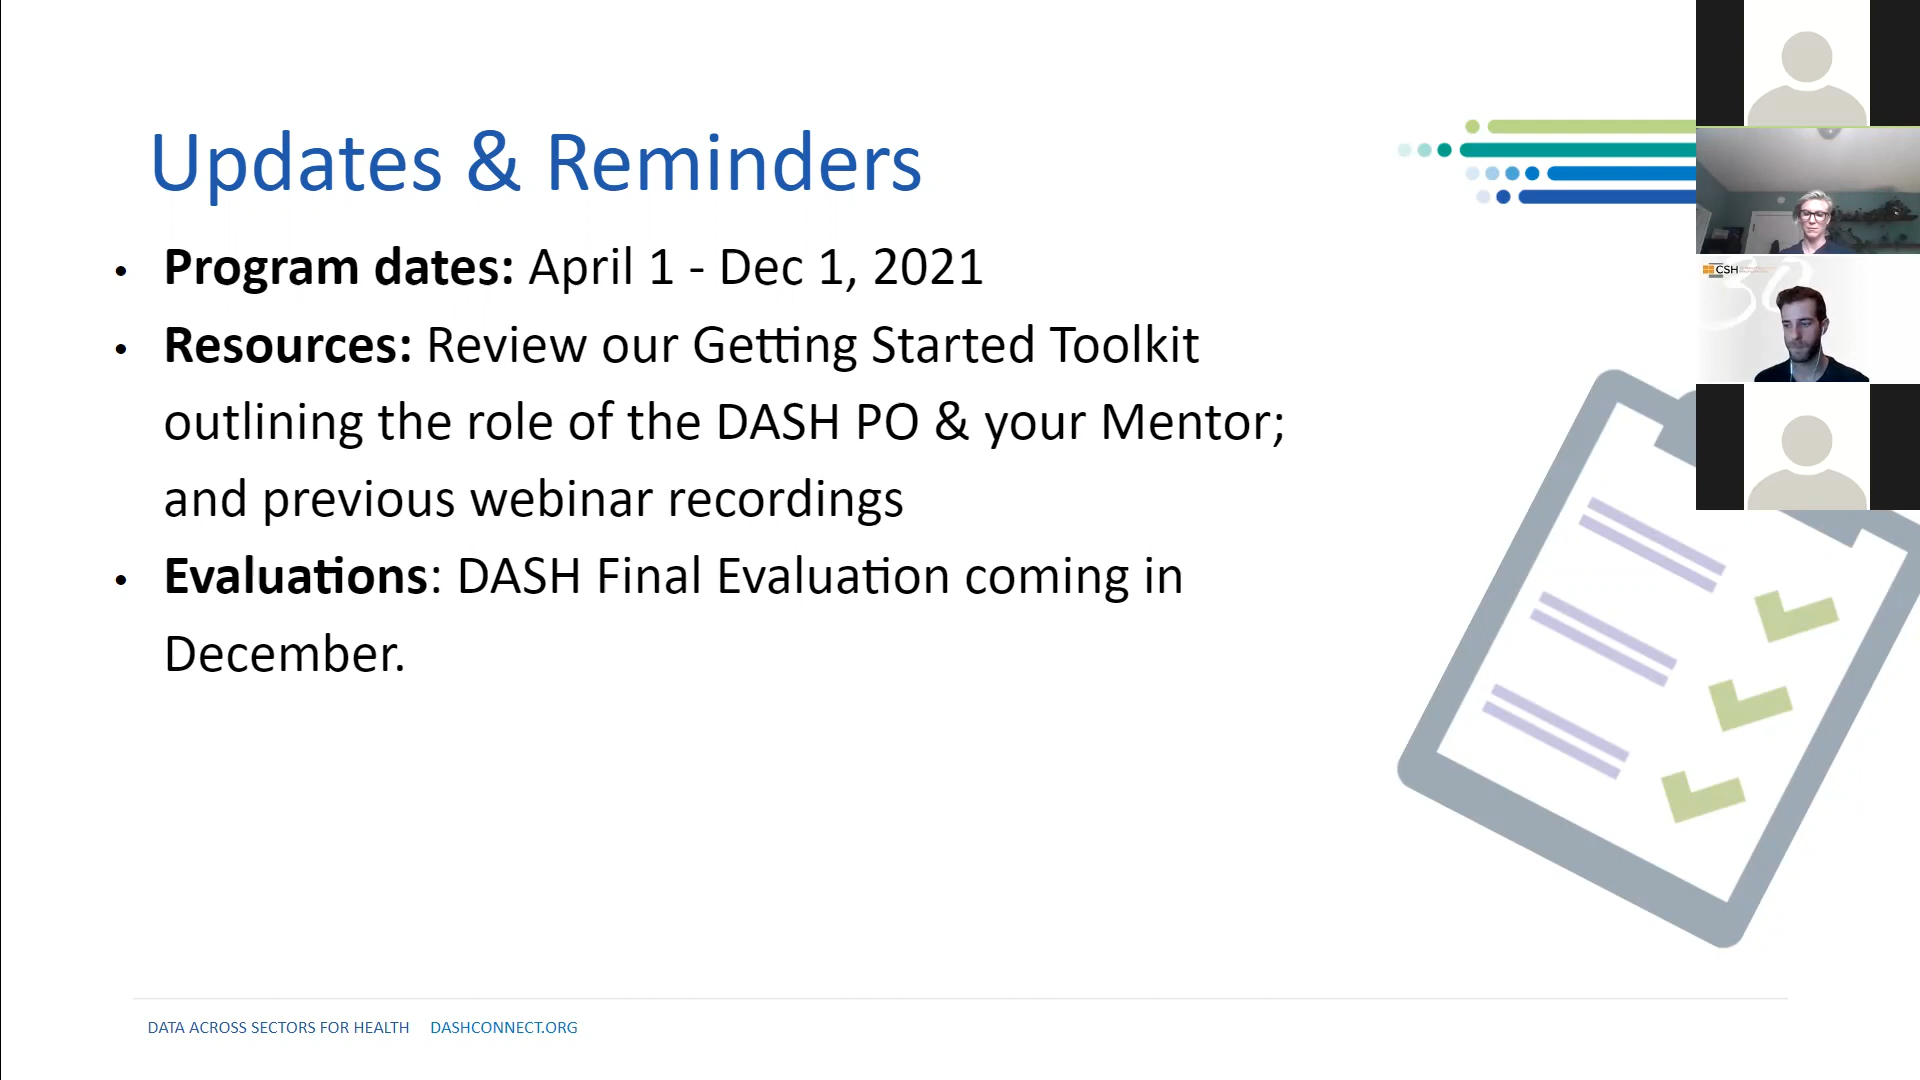 Updates & Reminders
• Program dates: April 1 - Dec 1, 2021
• Resources: Review our Getting Started Toolkit
outlining the role of the DASH PO & your Mentor;
and previous webinar recordings
• Evaluations: DASH Final Evaluation coming in
December.
CSH
DATA ACROSS SECTORS FOR HEALTH DASHCONNECT.ORG